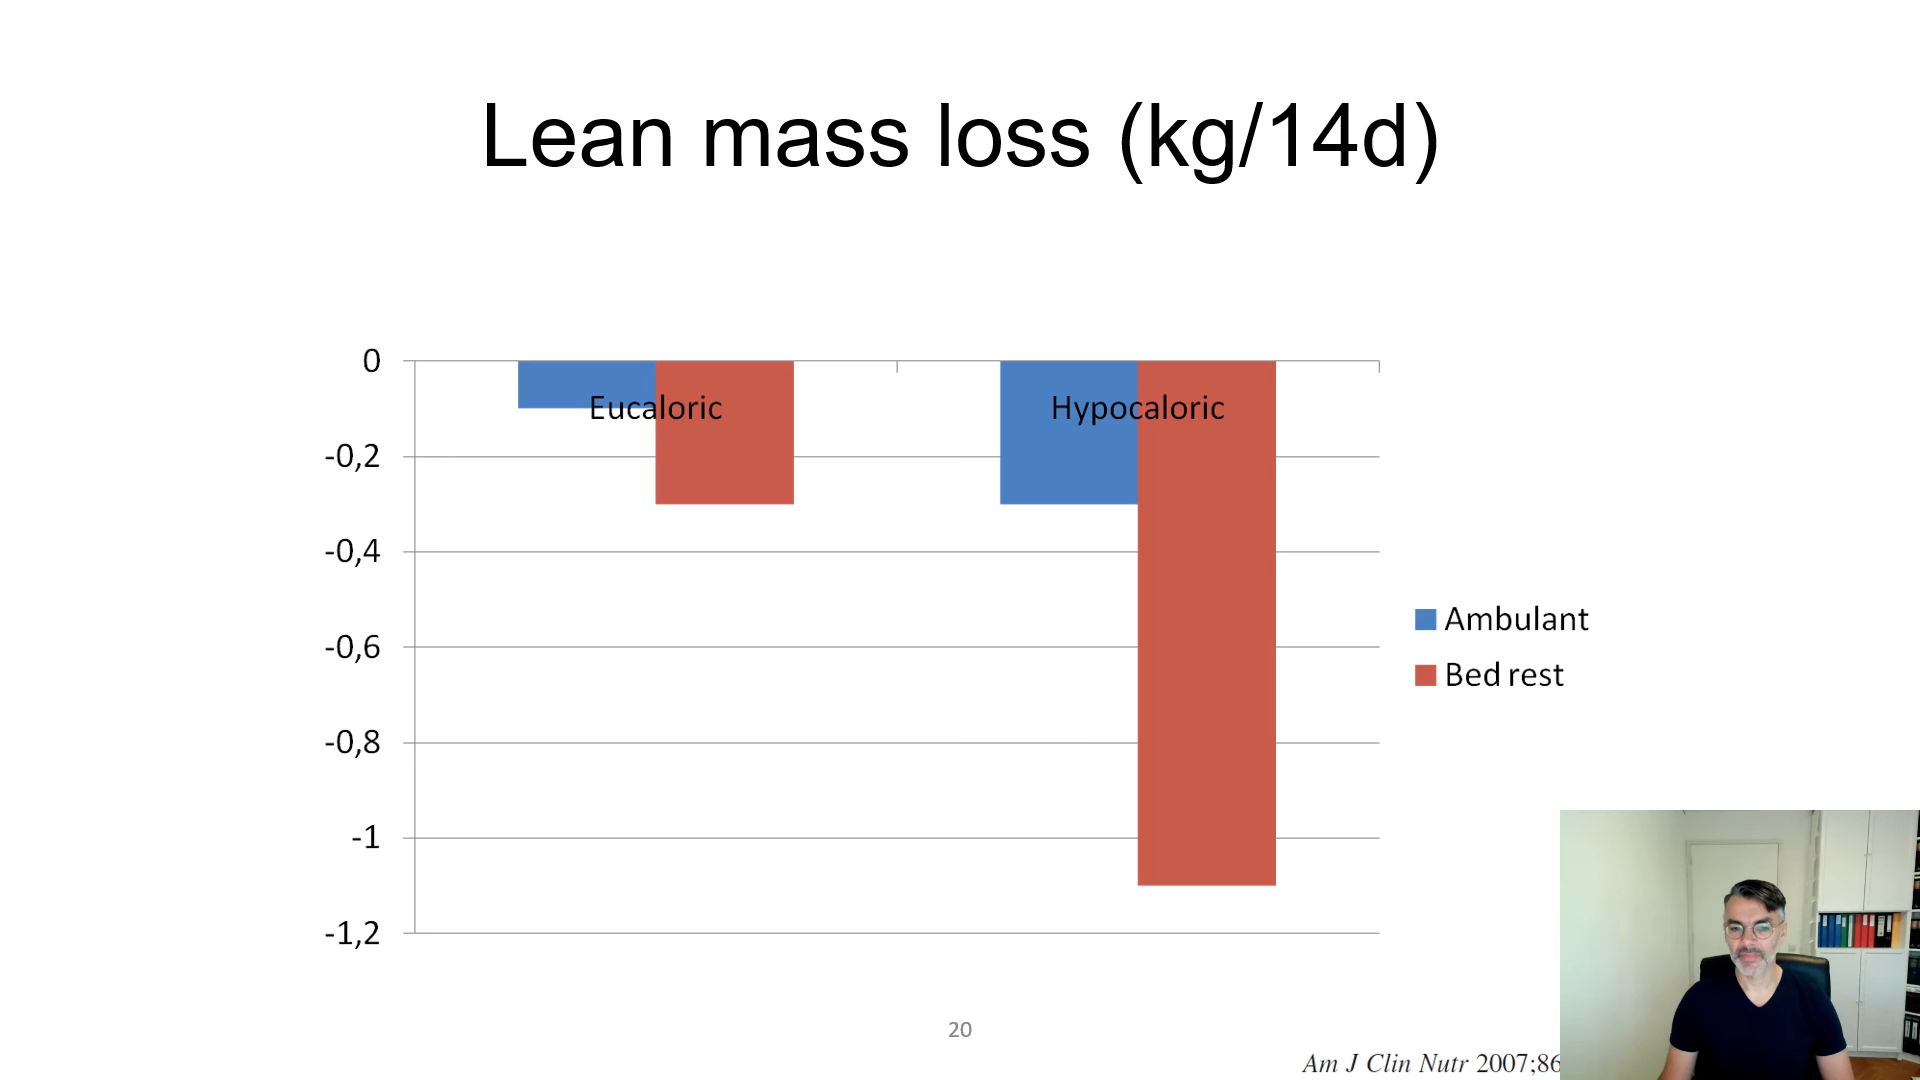 Lean mass loss (kg/14d)
0
Eucaloric
Hypocaloric
-0,2
-0,4
-0,6
Ambulant
Bed rest
-0,8
-1
-1,2
20
Am J Clin Nutr 2007;86